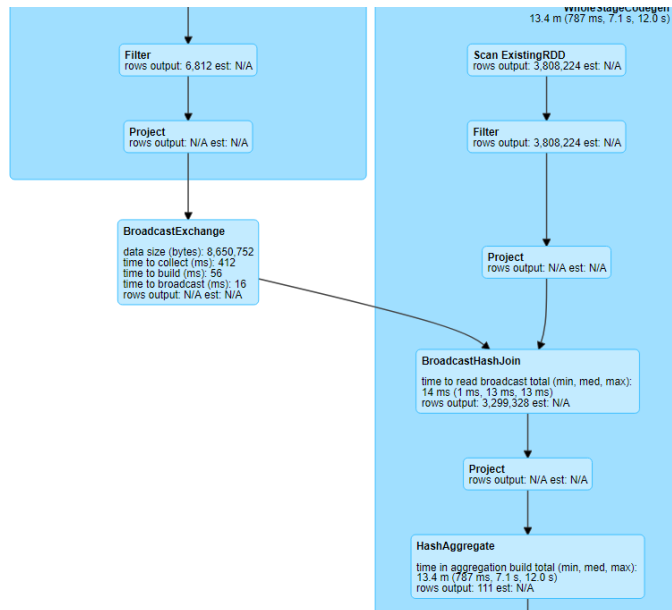 WholeStageCodegen
13.4 m (787 ms, 7.1 s, 12.0 s)
Filter
rows output: 6,812 est: N/A
Project
rows output: N/A est: N/A
BroadcastExchange
data size (bytes): 8,650,752
time to collect (ms): 412
time to build (ms): 56
time to broadcast (ms): 16
rows output: N/A est: N/A
Scan ExistingRDD
rows output: 3,808,224 est: N/A
Filter
rows output: 3,808,224 est: N/A
Project
rows output: N/A est: N/A
BroadcastHashJoin
time to read broadcast total (min, med, max):
14 ms (1 ms, 13 ms, 13 ms)
rows output: 3,299,328 est: N/A
Project
rows output: N/A est: N/A
HashAggregate
time in aggregation build total (min, med, max):
13.4 m (787 ms, 7.1 s, 12.0 s)
rows output: 111 est: N/A